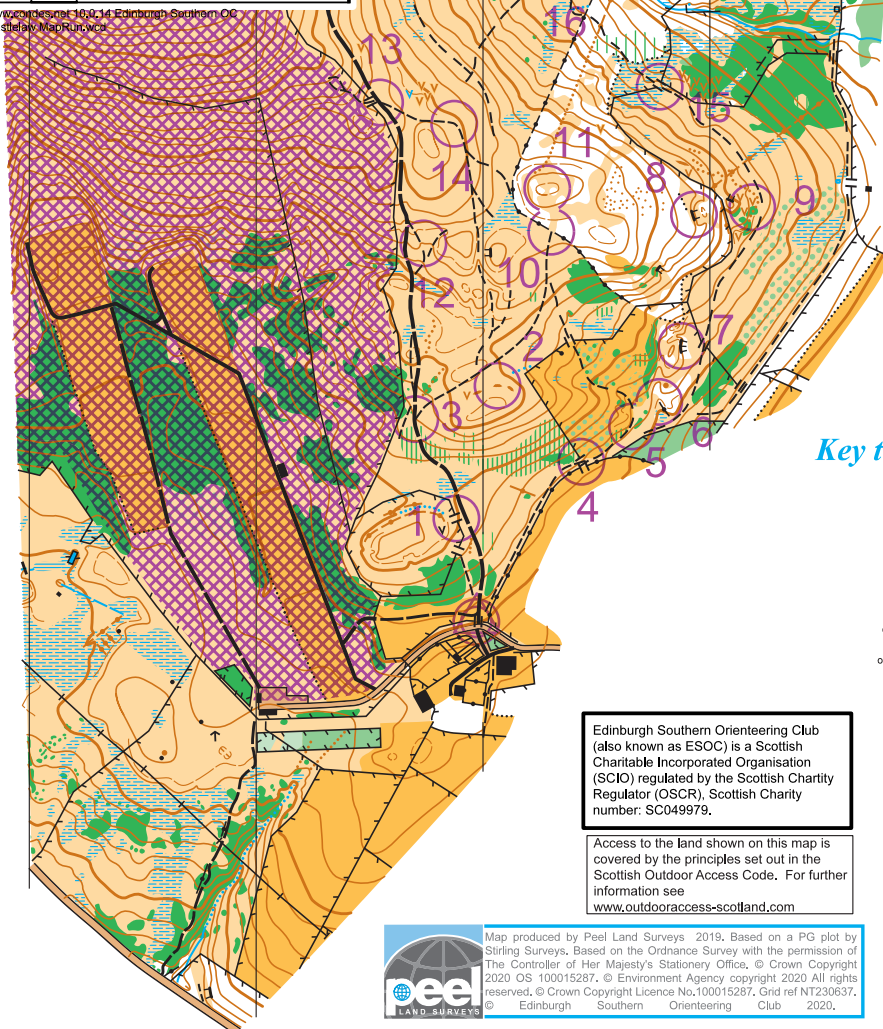 w.condes.net 10.0.14 Edinburgh Southern OC
stlelaw MapRun.wcd
16
13
15
11
14
8
9
10
12
7
2
3
6
5
4
1
Key t
Edinburgh Southern Orienteering Club
(also known as ESOC) is a Scottish
Charitable Incorporated Organisation
(SCIO) regulated by the Scottish Chartity
Regulator (OSCR), Scottish Charity
number: SC049979.
Access to the land shown on this map is
covered by the principles set out in the
Scottish Outdoor Access Code. For further
information see
www.outdooraccess-scotland.com
peel
LAND SURVEYS
Map produced by Peel Land Surveys 2019. Based on a PG plot by
Stirling Surveys. Based on the Ordnance Survey with the permission of
The Controller of Her Majesty's Stationery Office, © Crown Copyright
2020 OS 100015287. © Environment Agency copyright 2020 All rights
reserved. © Crown Copyright Licence No.100015287. Grid ref NT230637.
© Edinburgh Southern Orienteering Club 2020.